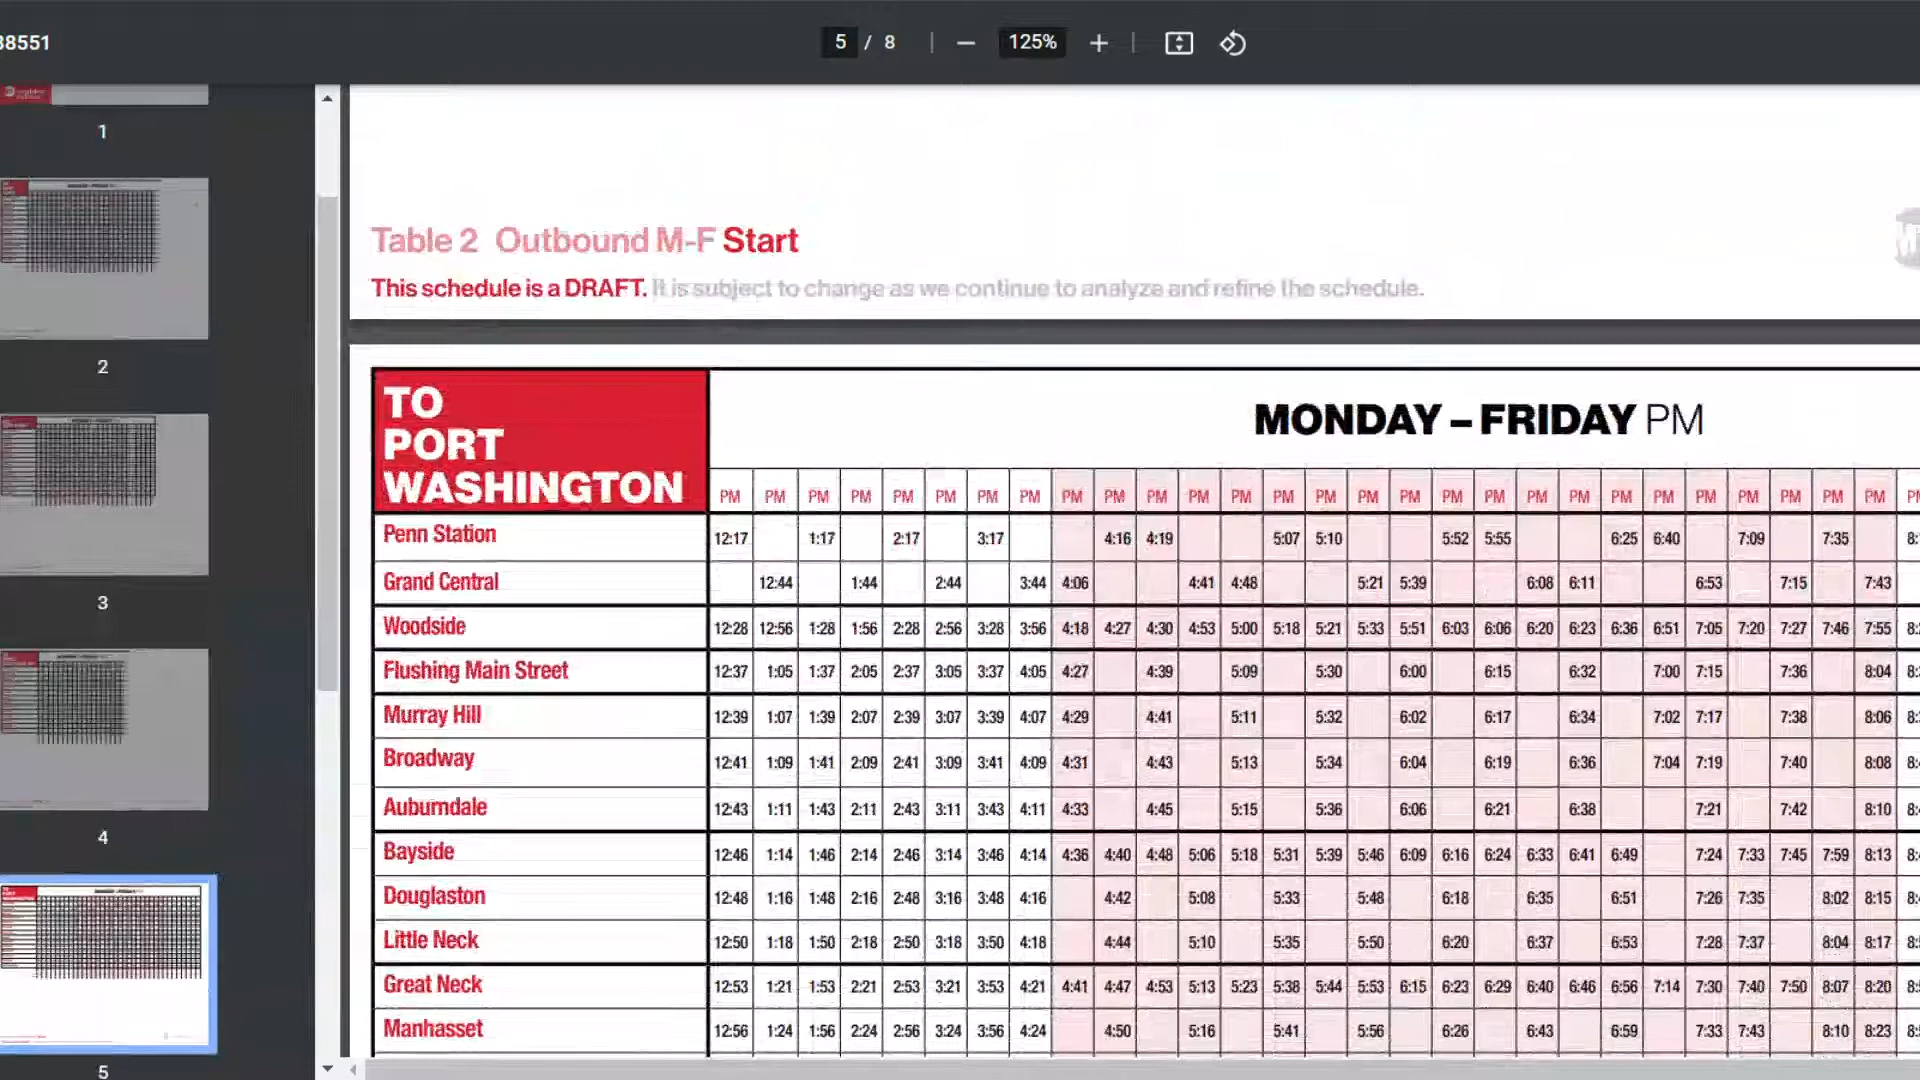 38551
5 / 8
125%
1
2
3
4
5
Table 2 Outbound M-F Start
This schedule is a DRAFT. It is subject to change as we continue to analyze and refine the schedule.
TO
PORT
WASHINGTON
MONDAY – FRIDAY PM
PM PM PM PM PM PM PM PM PM PM PM PM PM PM PM PM PM PM PM PM PM PM PM PM PM PM PM PM
Penn Station 12:17 1:17 2:17 3:17 4:16 4:19 5:07 5:10 5:52 5:55 6:25 6:40 7:09 7:35
Grand Central 12:44 1:44 2:44 3:44 4:06 4:41 4:48 5:21 5:39 6:08 6:11 6:53 7:15 7:43
Woodside 12:28 12:56 1:28 1:56 2:28 2:56 3:28 3:56 4:18 4:27 4:30 4:53 5:00 5:18 5:21 5:33 5:51 6:03 6:06 6:20 6:23 6:36 6:51 7:05 7:20 7:27 7:46 7:55
Flushing Main Street 12:37 1:05 1:37 2:05 2:37 3:05 3:37 4:05 4:27 4:39 5:09 5:30 6:00 6:15 6:32 7:00 7:15 7:36 8:04
Murray Hill 12:39 1:07 1:39 2:07 2:39 3:07 3:39 4:07 4:29 4:41 5:11 5:32 6:02 6:17 6:34 7:02 7:17 7:38 8:06
Broadway 12:41 1:09 1:41 2:09 2:41 3:09 3:41 4:09 4:31 4:43 5:13 5:34 6:04 6:19 6:36 7:04 7:19 7:40 8:08
Auburndale 12:43 1:11 1:43 2:11 2:43 3:11 3:43 4:11 4:33 4:45 5:15 5:36 6:06 6:21 6:38 7:21 7:42 8:10
Bayside 12:46 1:14 1:46 2:14 2:46 3:14 3:46 4:14 4:36 4:40 4:48 5:06 5:18 5:31 5:39 5:46 6:09 6:16 6:24 6:33 6:41 6:49 7:24 7:33 7:45 7:59 8:13
Douglaston 12:48 1:16 1:48 2:16 2:48 3:16 3:48 4:16 4:42 5:08 5:33 5:48 6:18 6:35 6:51 7:26 7:35 8:02 8:15
Little Neck 12:50 1:18 1:50 2:18 2:50 3:18 3:50 4:18 4:44 5:10 5:35 5:50 6:20 6:37 6:53 7:28 7:37 8:04 8:17
Great Neck 12:53 1:21 1:53 2:21 2:53 3:21 3:53 4:21 4:41 4:47 4:53 5:13 5:23 5:38 5:44 5:53 6:15 6:23 6:29 6:40 6:46 6:56 7:14 7:30 7:40 7:50 8:07 8:20
Manhasset 12:56 1:24 1:56 2:24 2:56 3:24 3:56 4:24 4:50 5:16 5:41 5:56 6:26 6:43 6:59 7:33 7:43 8:10 8:23